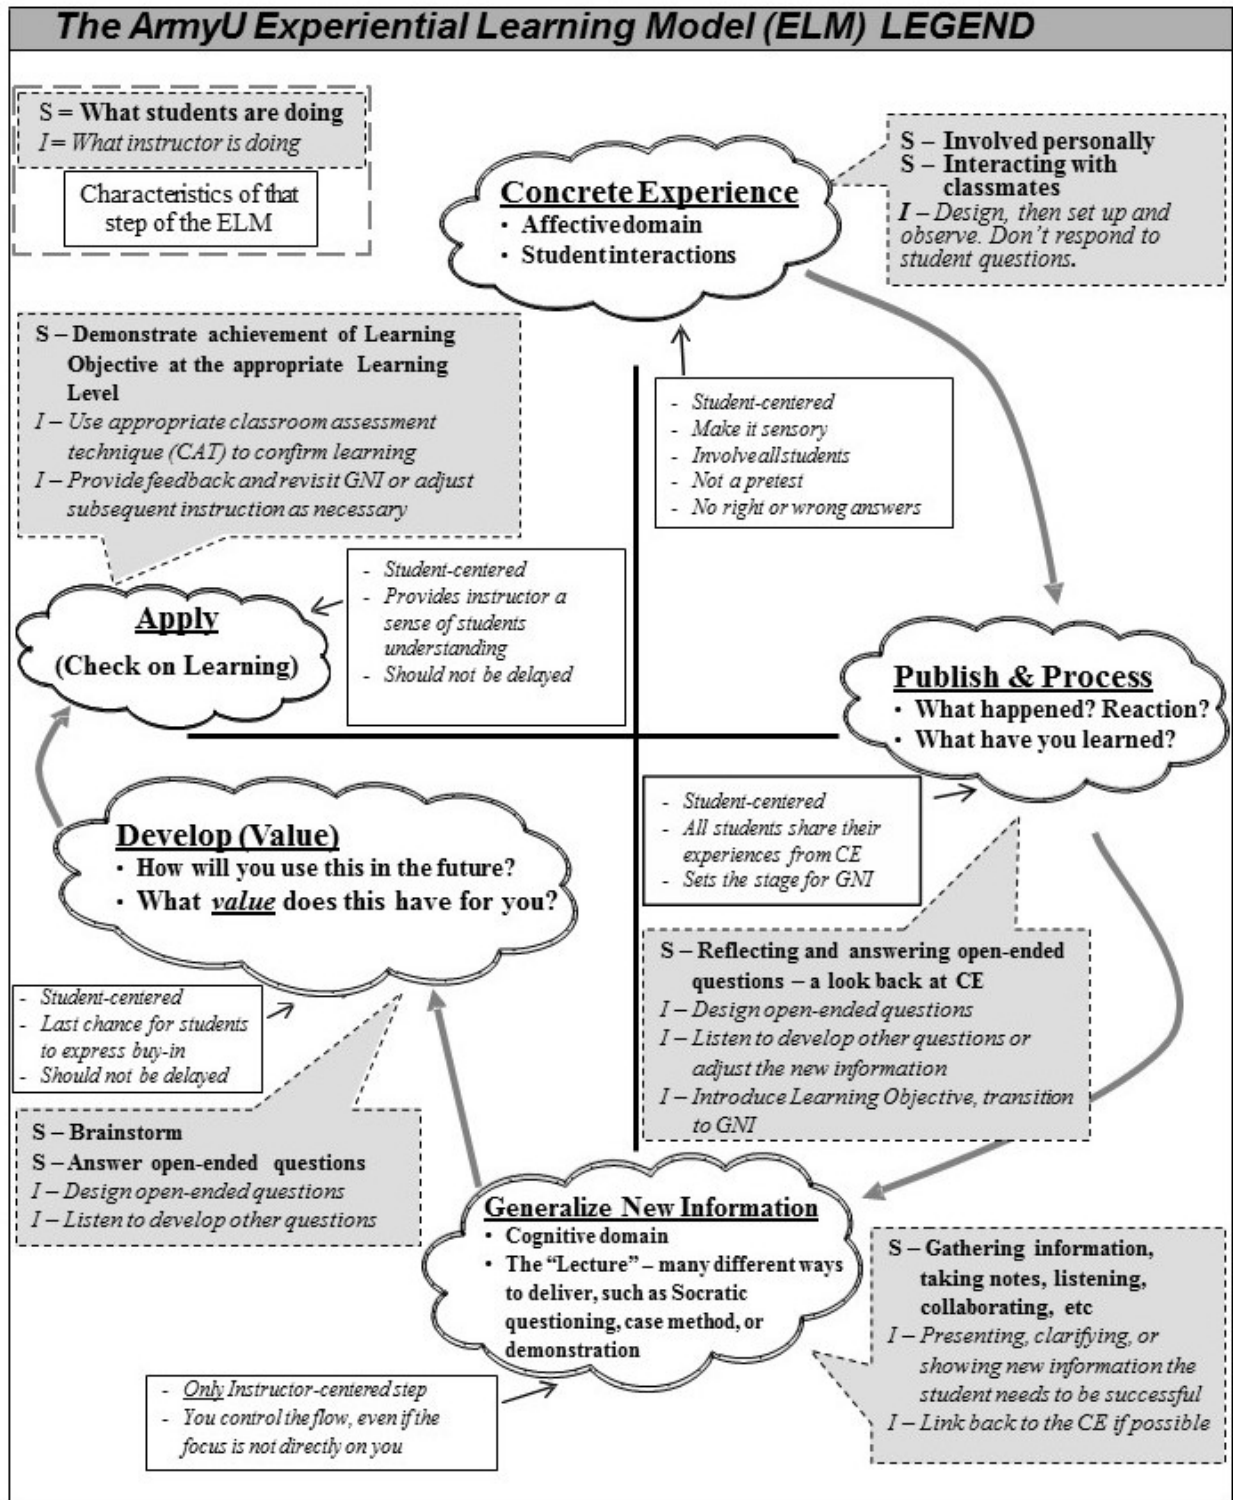 The ArmyU Experiential Learning Model (ELM) LEGEND
S = What students are doing
I = What instructor is doing
Characteristics of that
step of the ELM
Concrete Experience
• Affective domain
• Student interactions
S – Involved personally
S – Interacting with
classmates
I – Design, then set up and
observe. Don't respond to
student questions.
S – Demonstrate achievement of Learning
Objective at the appropriate Learning
Level
I – Use appropriate classroom assessment
technique (CAT) to confirm learning
I – Provide feedback and revisit GNI or adjust
subsequent instruction as necessary
- Student-centered
- Make it sensory
- Involve all students
- Not a pretest
- No right or wrong answers
Apply
(Check on Learning)
- Student-centered
- Provides instructor a
sense of students
understanding
- Should not be delayed
Publish & Process
• What happened? Reaction?
• What have you learned?
- Student-centered
- All students share their
experiences from CE
- Sets the stage for GNI
Develop (Value)
• How will you use this in the future?
• What value does this have for you?
S – Reflecting and answering open-ended
questions – a look back at CE
I – Design open-ended questions
I – Listen to develop other questions or
adjust the new information
I – Introduce Learning Objective, transition
to GNI
- Student-centered
- Last chance for students
to express buy-in
- Should not be delayed
S – Brainstorm
S – Answer open-ended questions
I – Design open-ended questions
I – Listen to develop other questions
Generalize New Information
• Cognitive domain
• The “Lecture” – many different ways
to deliver, such as Socratic
questioning, case method, or
demonstration
S – Gathering information,
taking notes, listening,
collaborating, etc
I – Presenting, clarifying, or
showing new information the
student needs to be successful
I – Link back to the CE if possible
- Only Instructor-centered step
- You control the flow, even if the
focus is not directly on you